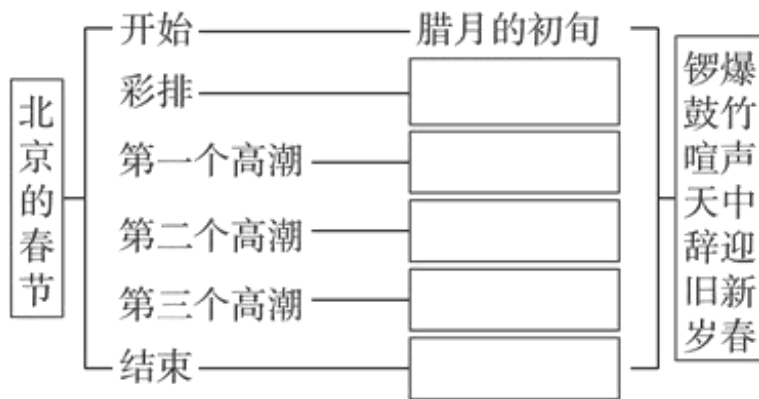 北京的春节
开始 腊月的初旬
彩排
第一个高潮
第二个高潮
第三个高潮
结束
爆竹声中迎新春
锣鼓喧天辞旧岁